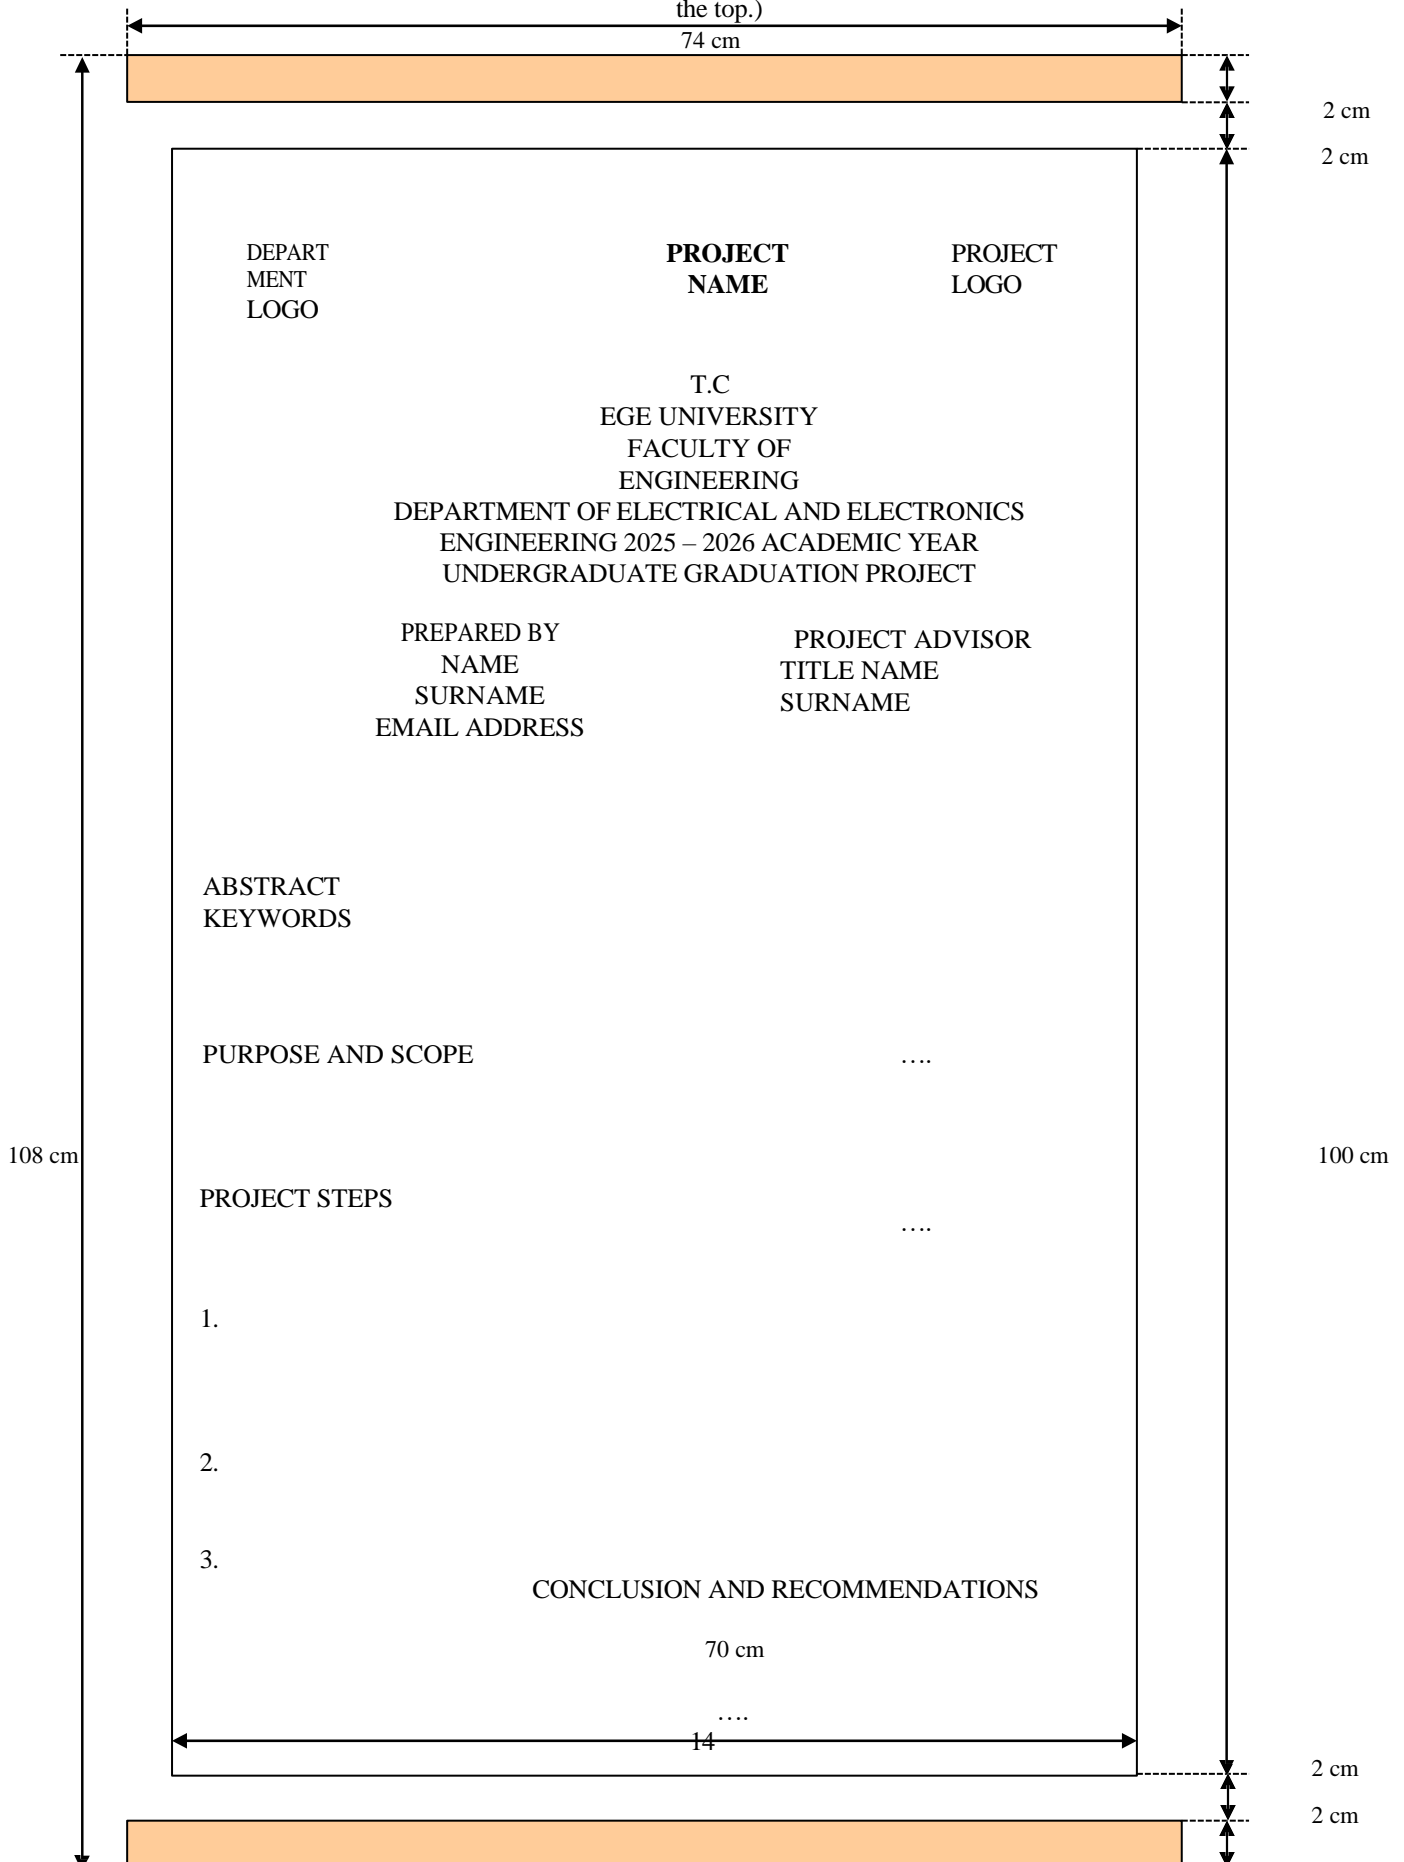 the top.)
74 cm
2 cm
2 cm
DEPART
MENT
LOGO
PROJECT
NAME
PROJECT
LOGO
T.C
EGE UNIVERSITY
FACULTY OF
ENGINEERING
DEPARTMENT OF ELECTRICAL AND ELECTRONICS
ENGINEERING 2025 – 2026 ACADEMIC YEAR
UNDERGRADUATE GRADUATION PROJECT
PREPARED BY
NAME
SURNAME
EMAIL ADDRESS
PROJECT ADVISOR
TITLE NAME
SURNAME
ABSTRACT
KEYWORDS
PURPOSE AND SCOPE ….
108 cm
100 cm
PROJECT STEPS
….
1.
2.
3.
CONCLUSION AND RECOMMENDATIONS
70 cm
….
14
2 cm
2 cm